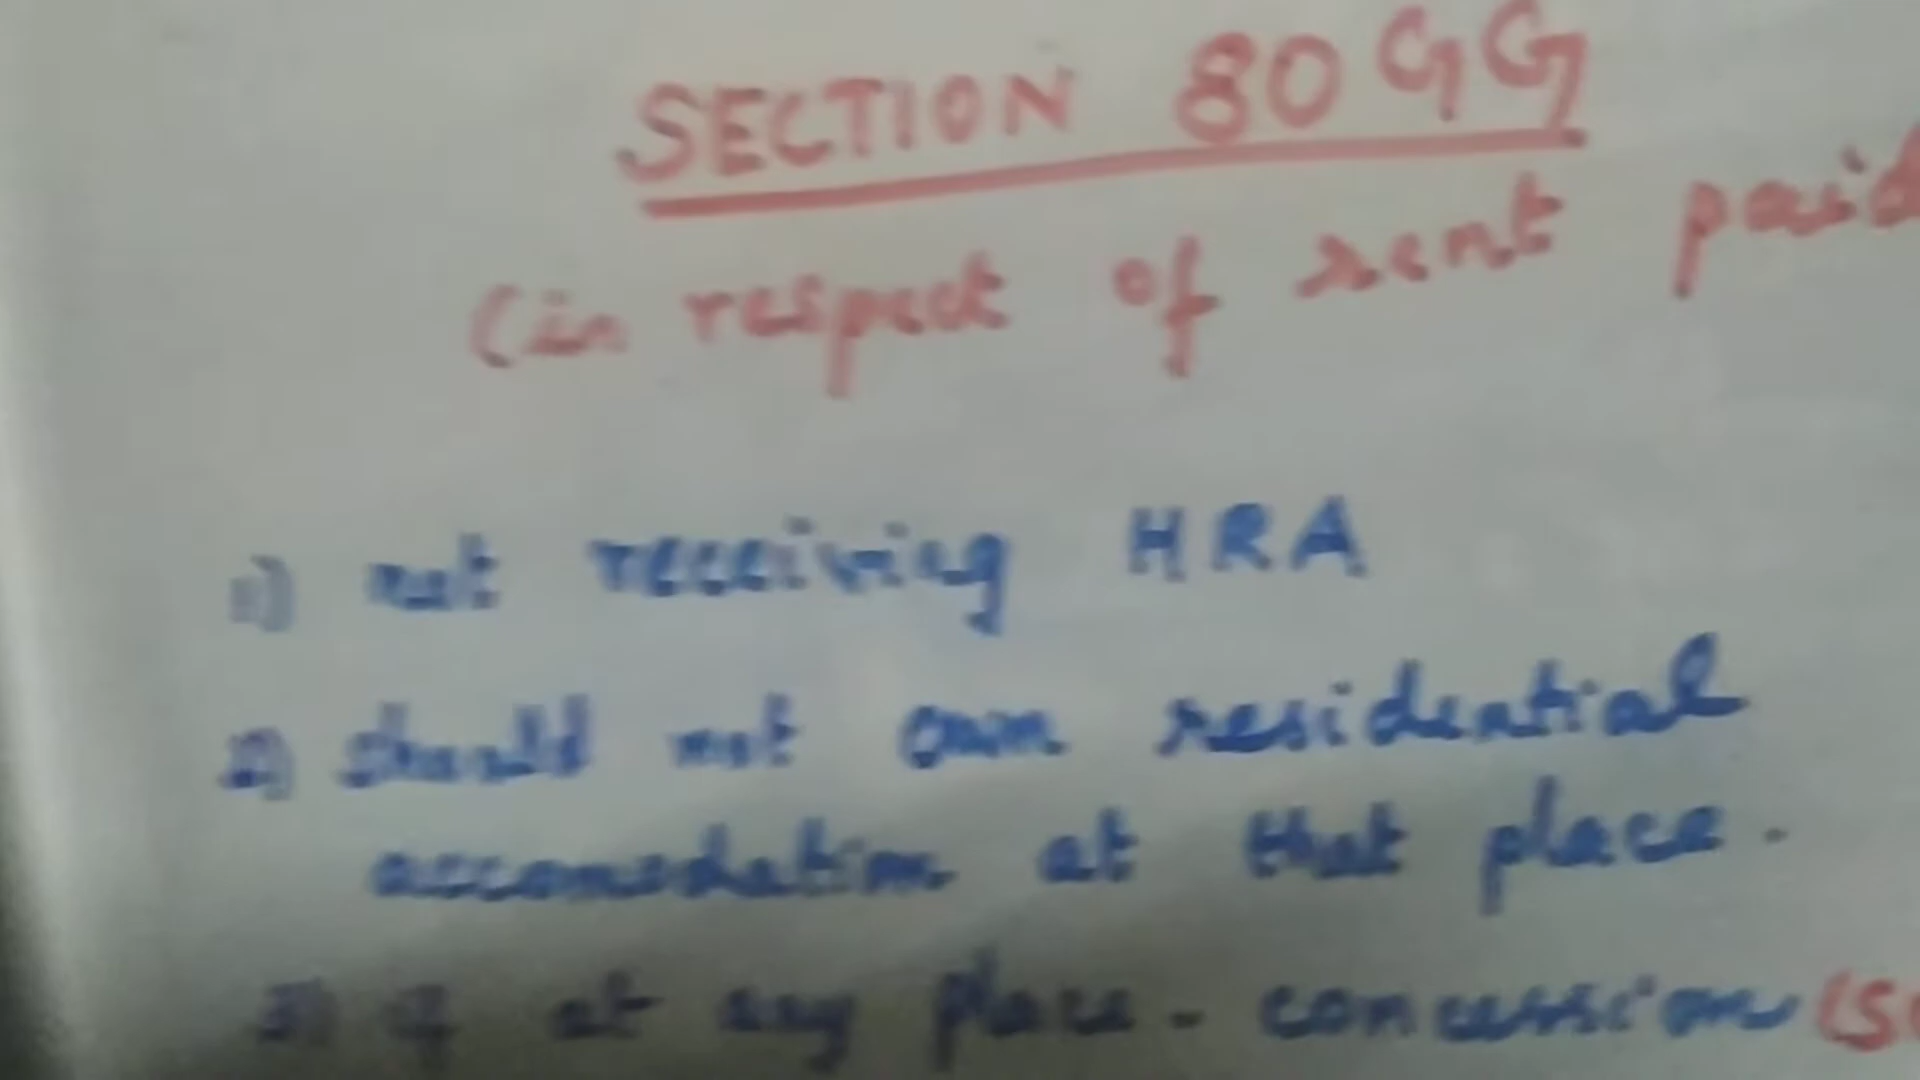 SECTION 80GG
(in respect of rent paid
1) not receiving HRA
2) should not own residential
accomodation at that place.
3) if at any place - concession (S